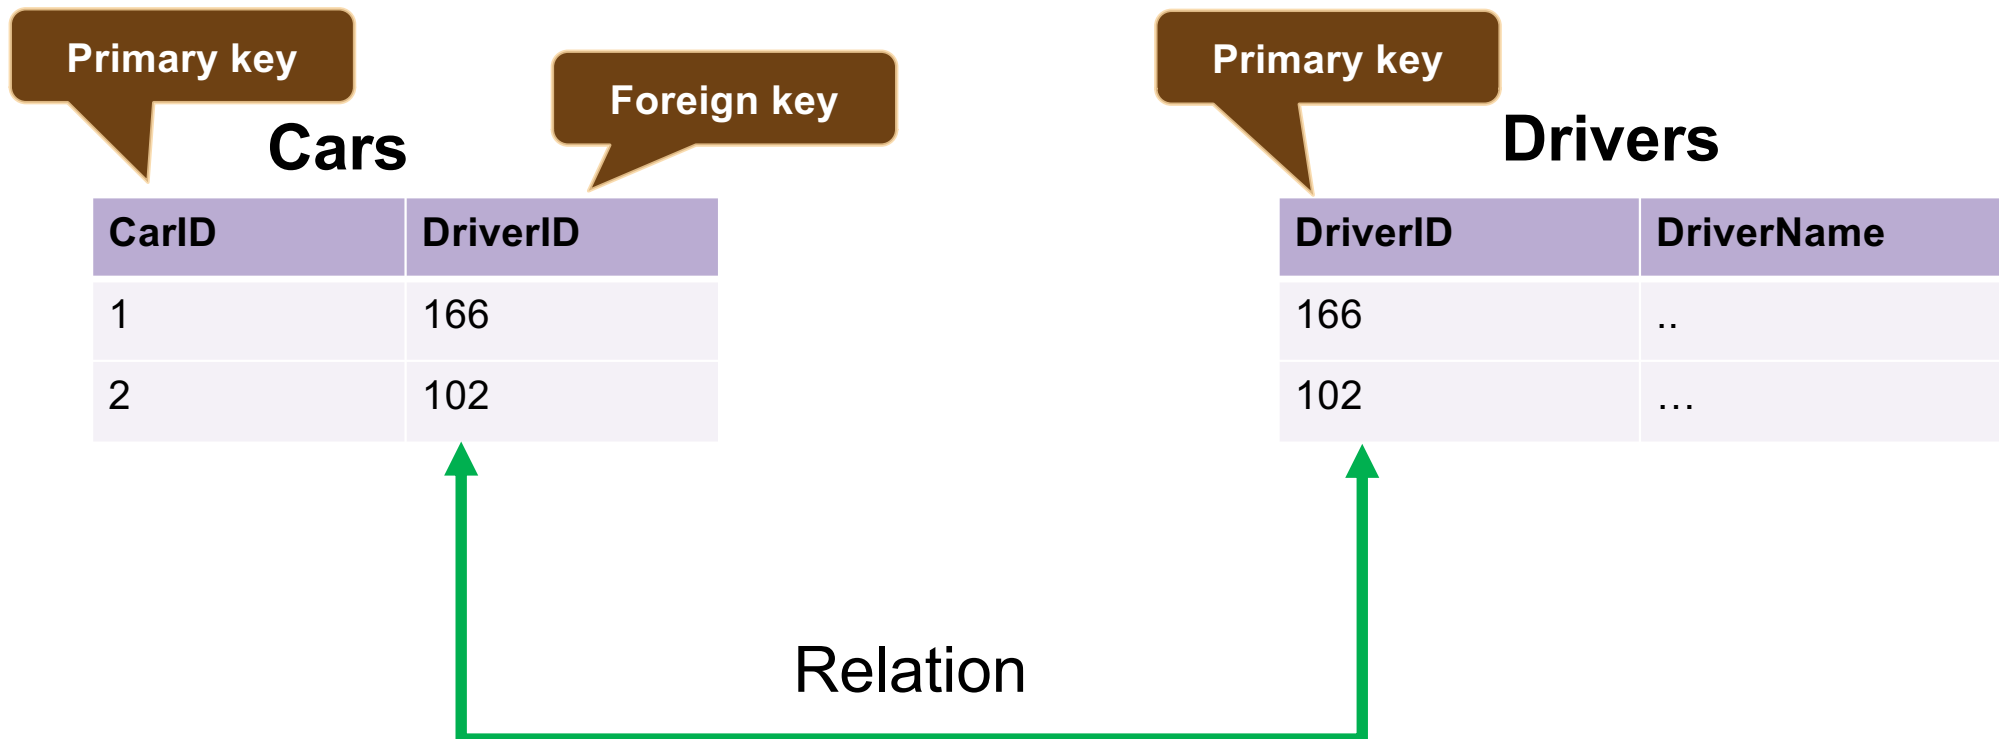 Primary key
Foreign key
Primary key
Cars
Drivers
CarID DriverID
1 166
2 102
DriverID DriverName
166 ..
102 …
Relation